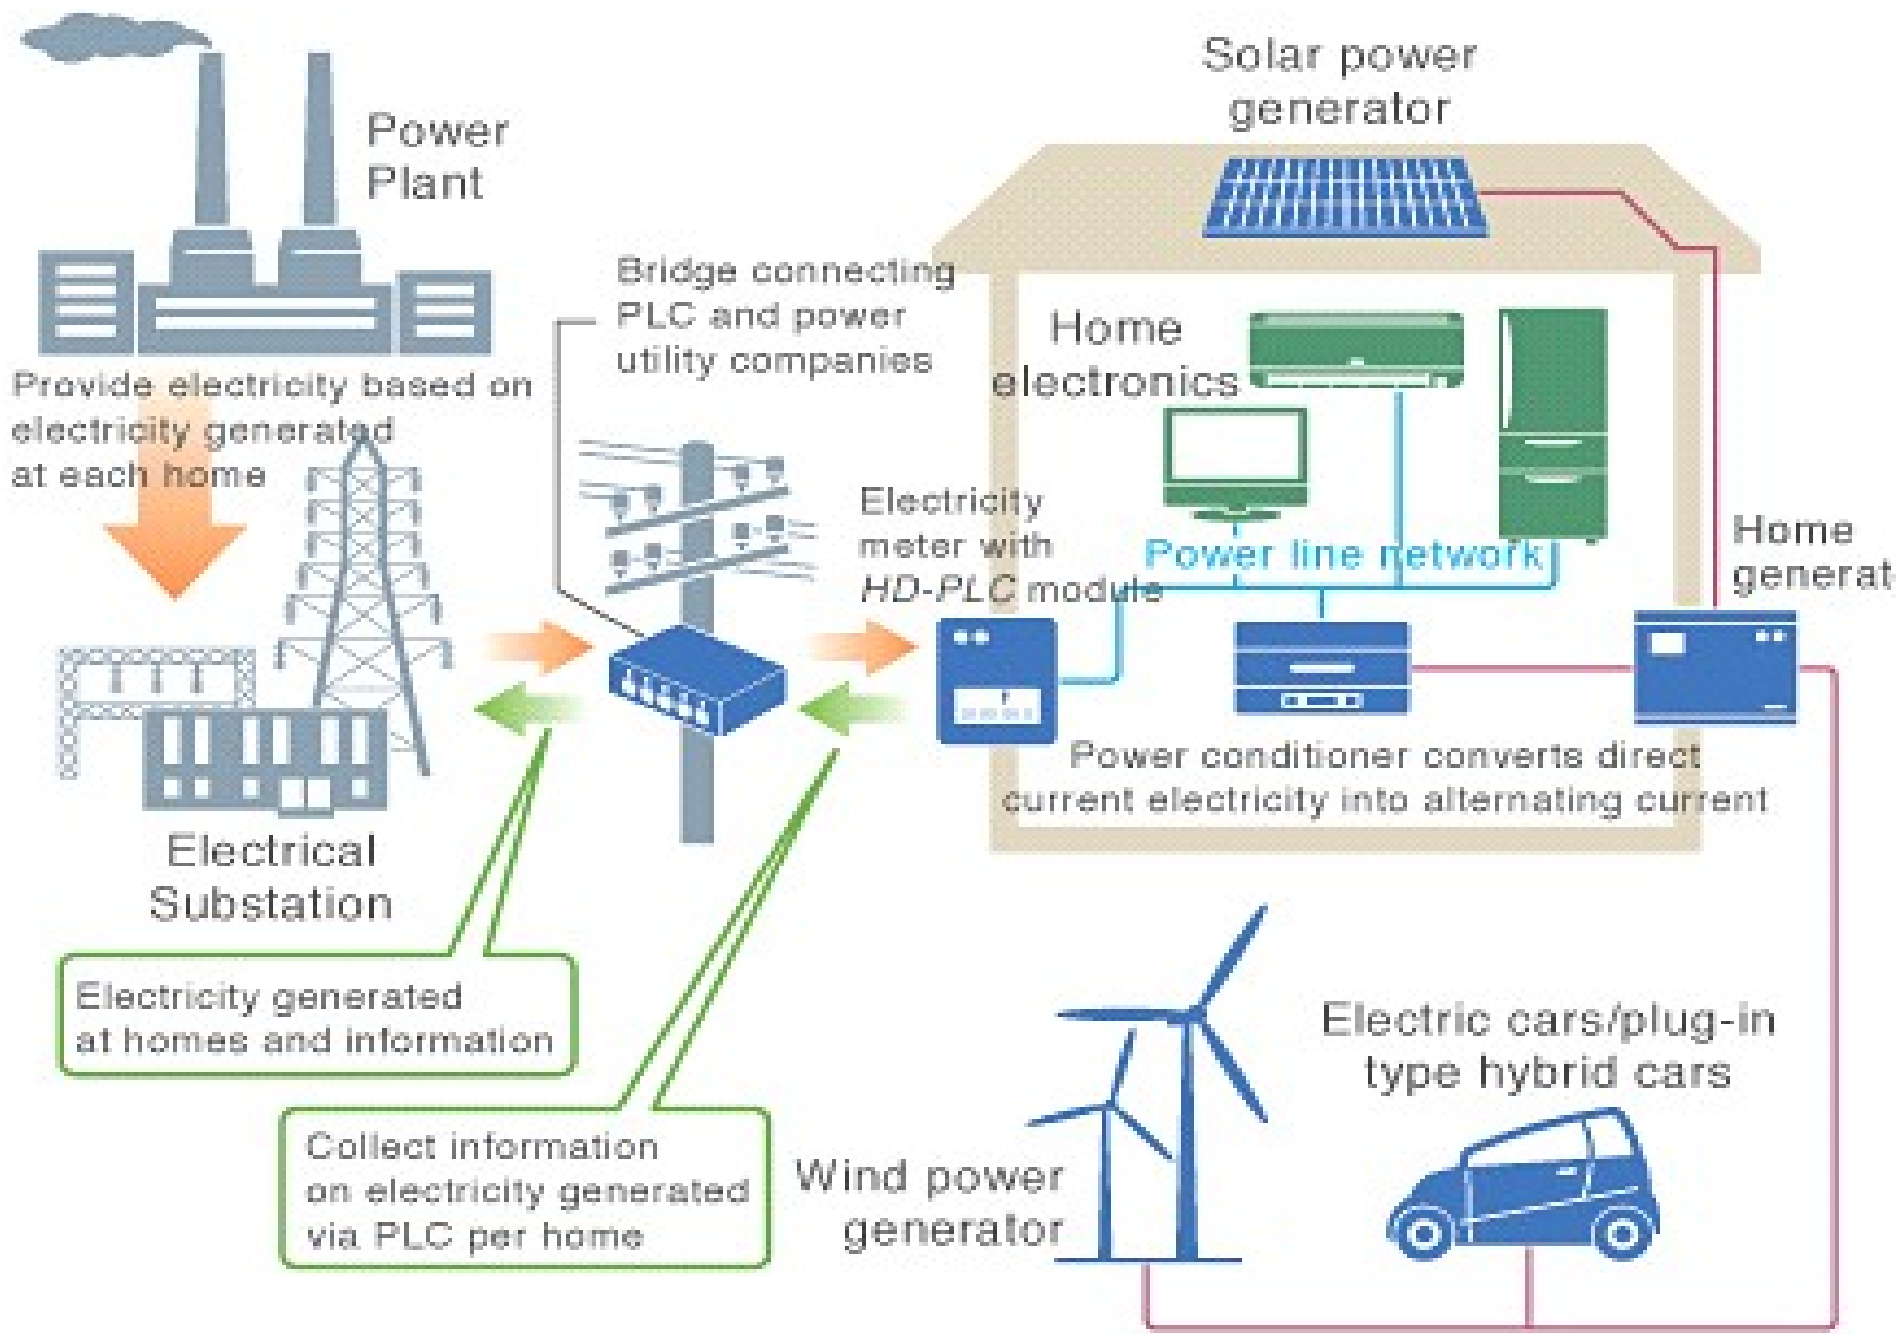 Power
Plant
Provide electricity based on
electricity generated
at each home
Electrical
Substation
Bridge connecting
PLC and power
utility companies
Electricity
meter with
HD-PLC module
Solar power
generator
Home
electronics
Power line network
Home
generat
Power conditioner converts direct
current electricity into alternating current
Electricity generated
at homes and information
Collect information
on electricity generated
via PLC per home
Wind power
generator
Electric cars/plug-in
type hybrid cars